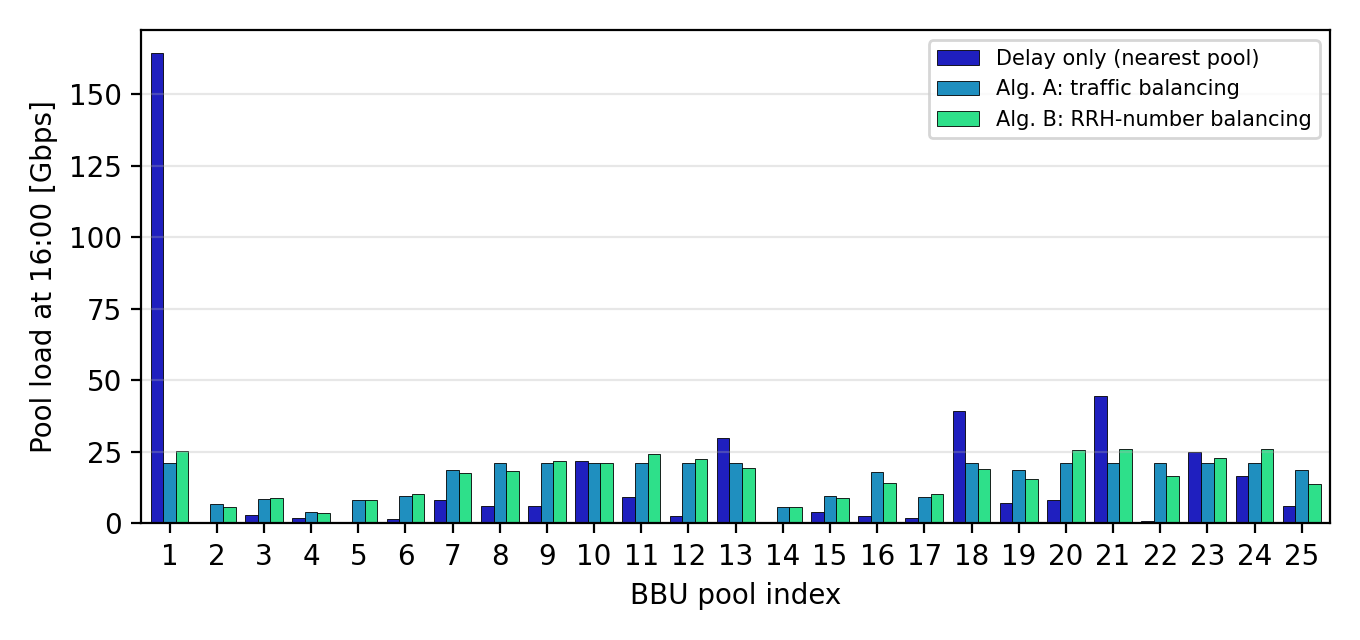 Pool load at 16:00 [Gbps]
150
125
100
75
50
25
0
Delay only (nearest pool)
Alg. A: traffic balancing
Alg. B: RRH-number balancing
1 2 3 4 5 6 7 8 9 10 11 12 13 14 15 16 17 18 19 20 21 22 23 24 25
BBU pool index